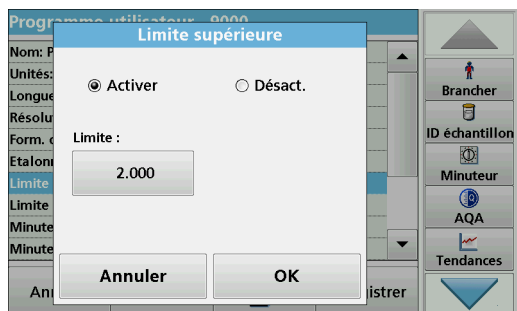 Programme utilisateur 9000
Limite supérieure
Nom: P
Unités:
Longue
Résolu
Form. d
Etalonn
Limite
Limite
Minute
Minute
Activer
Désact.
Limite :
2.000
Annuler
OK
Ann
istrer
Brancher
ID échantillon
Minuteur
AQA
Tendances